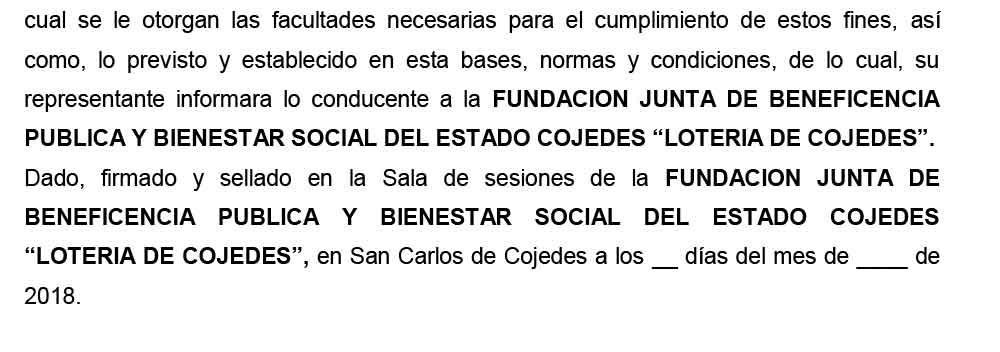 cual se le otorgan las facultades necesarias para el cumplimiento de estos fines, así
como, lo previsto y establecido en esta bases, normas y condiciones, de lo cual, su
representante informara lo conducente a la FUNDACION JUNTA DE BENEFICENCIA
PUBLICA Y BIENESTAR SOCIAL DEL ESTADO COJEDES “LOTERIA DE COJEDES”.
Dado, firmado y sellado en la Sala de sesiones de la FUNDACION JUNTA DE
BENEFICENCIA PUBLICA Y BIENESTAR SOCIAL DEL ESTADO COJEDES
“LOTERIA DE COJEDES”, en San Carlos de Cojedes a los __ días del mes de ____ de
2018.